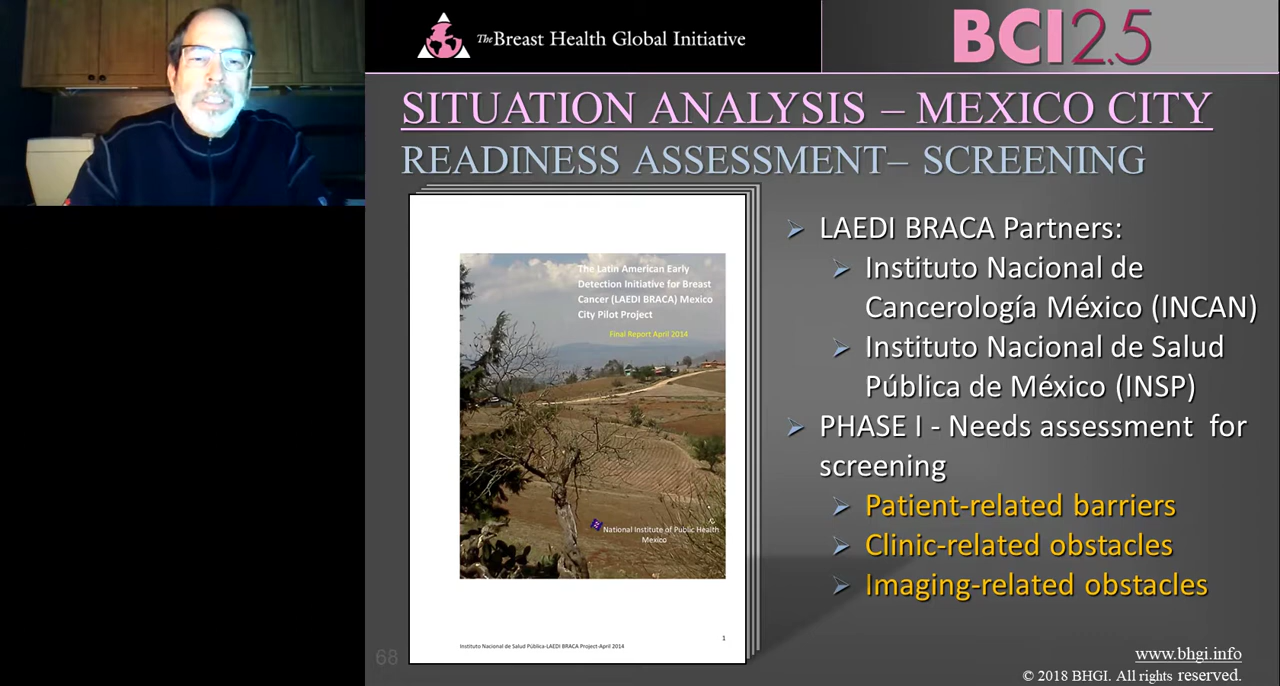 The Breast Health Global Initiative
BCI2.5
SITUATION ANALYSIS – MEXICO CITY
READINESS ASSESSMENT– SCREENING
The Latin American Early
Detection Initiative for Breast
Cancer (LAEDI BRACA) Mexico
City Pilot Project
Final Report April 2014
National Institute of Public Health
Mexico
1
Instituto Nacional de Salud Pública-LAEDI BRACA Project-April 2014
LAEDI BRACA Partners:
Instituto Nacional de
Cancerología México (INCAN)
Instituto Nacional de Salud
Pública de México (INSP)
PHASE I - Needs assessment for
screening
Patient-related barriers
Clinic-related obstacles
Imaging-related obstacles
68
www.bhgi.info
© 2018 BHGI. All rights reserved.